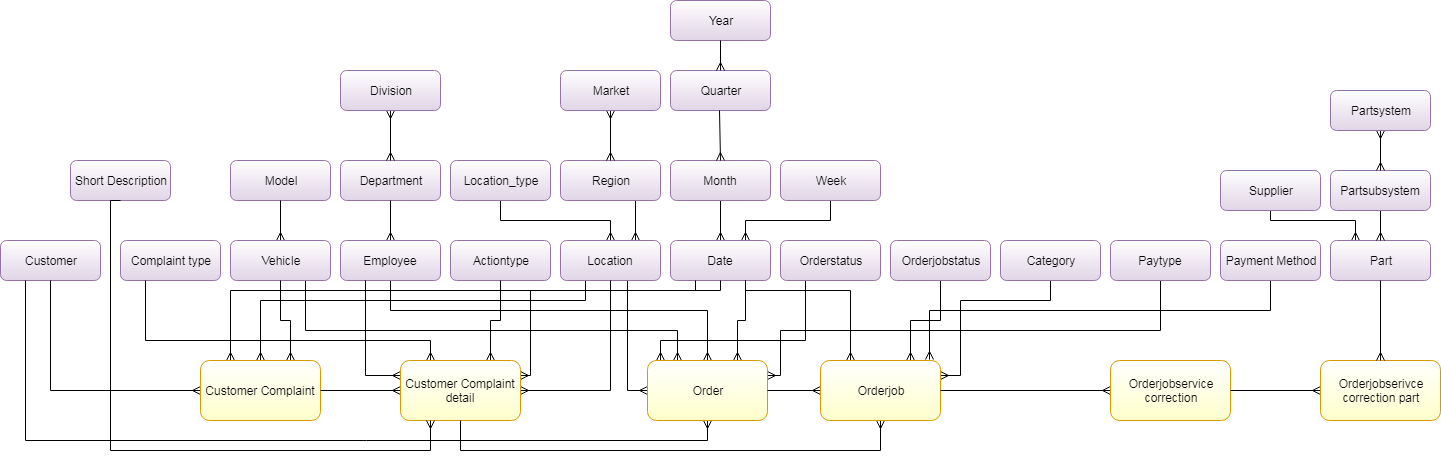 Year
Division
Market
Quarter
Partsystem
Short Description
Model
Department
Location_type
Region
Month
Week
Supplier
Partsubsystem
Customer
Complaint type
Vehicle
Employee
Actiontype
Location
Date
Orderstatus
Orderjobstatus
Category
Paytype
Payment Method
Part
Customer Complaint
Customer Complaint
detail
Order
Orderjob
Orderjobservice
correction
Orderjobserivce
correction part